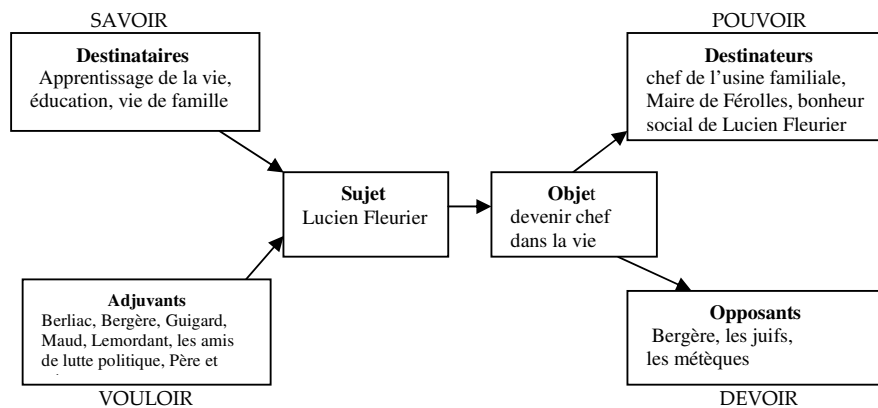 SAVOIR
Destinataires
Apprentissage de la vie,
éducation, vie de famille
POUVOIR
Destinateurs
chef de l'usine familiale,
Maire de Férolles, bonheur
social de Lucien Fleurier
Sujet
Lucien Fleurier
Objet
devenir chef
dans la vie
Adjuvants
Berliac, Bergère, Guigard,
Maud, Lemordant, les amis
de lutte politique, Père et
VOULOIR
Opposants
Bergère, les juifs,
les métèques
DEVOIR